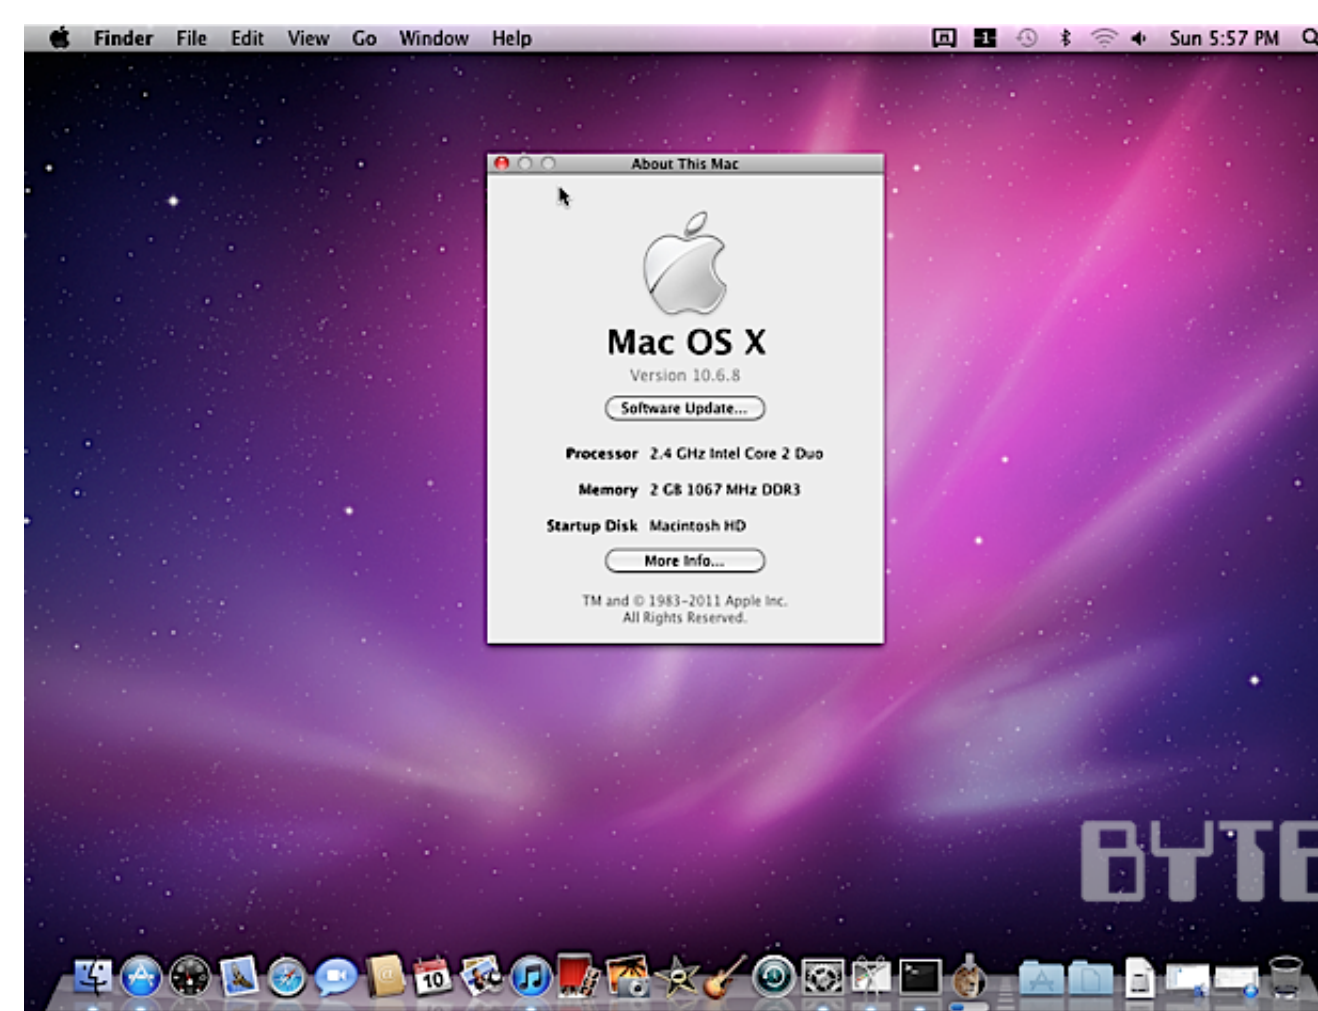 Finder File Edit View Go Window Help
1 Sun 5:57 PM
About This Mac
Mac OS X
Version 10.6.8
Software Update...
Processor 2.4 GHz Intel Core 2 Duo
Memory 2 GB 1067 MHz DDR3
Startup Disk Macintosh HD
More Info...
TM and © 1983-2011 Apple Inc.
All Rights Reserved.
BYTE
10